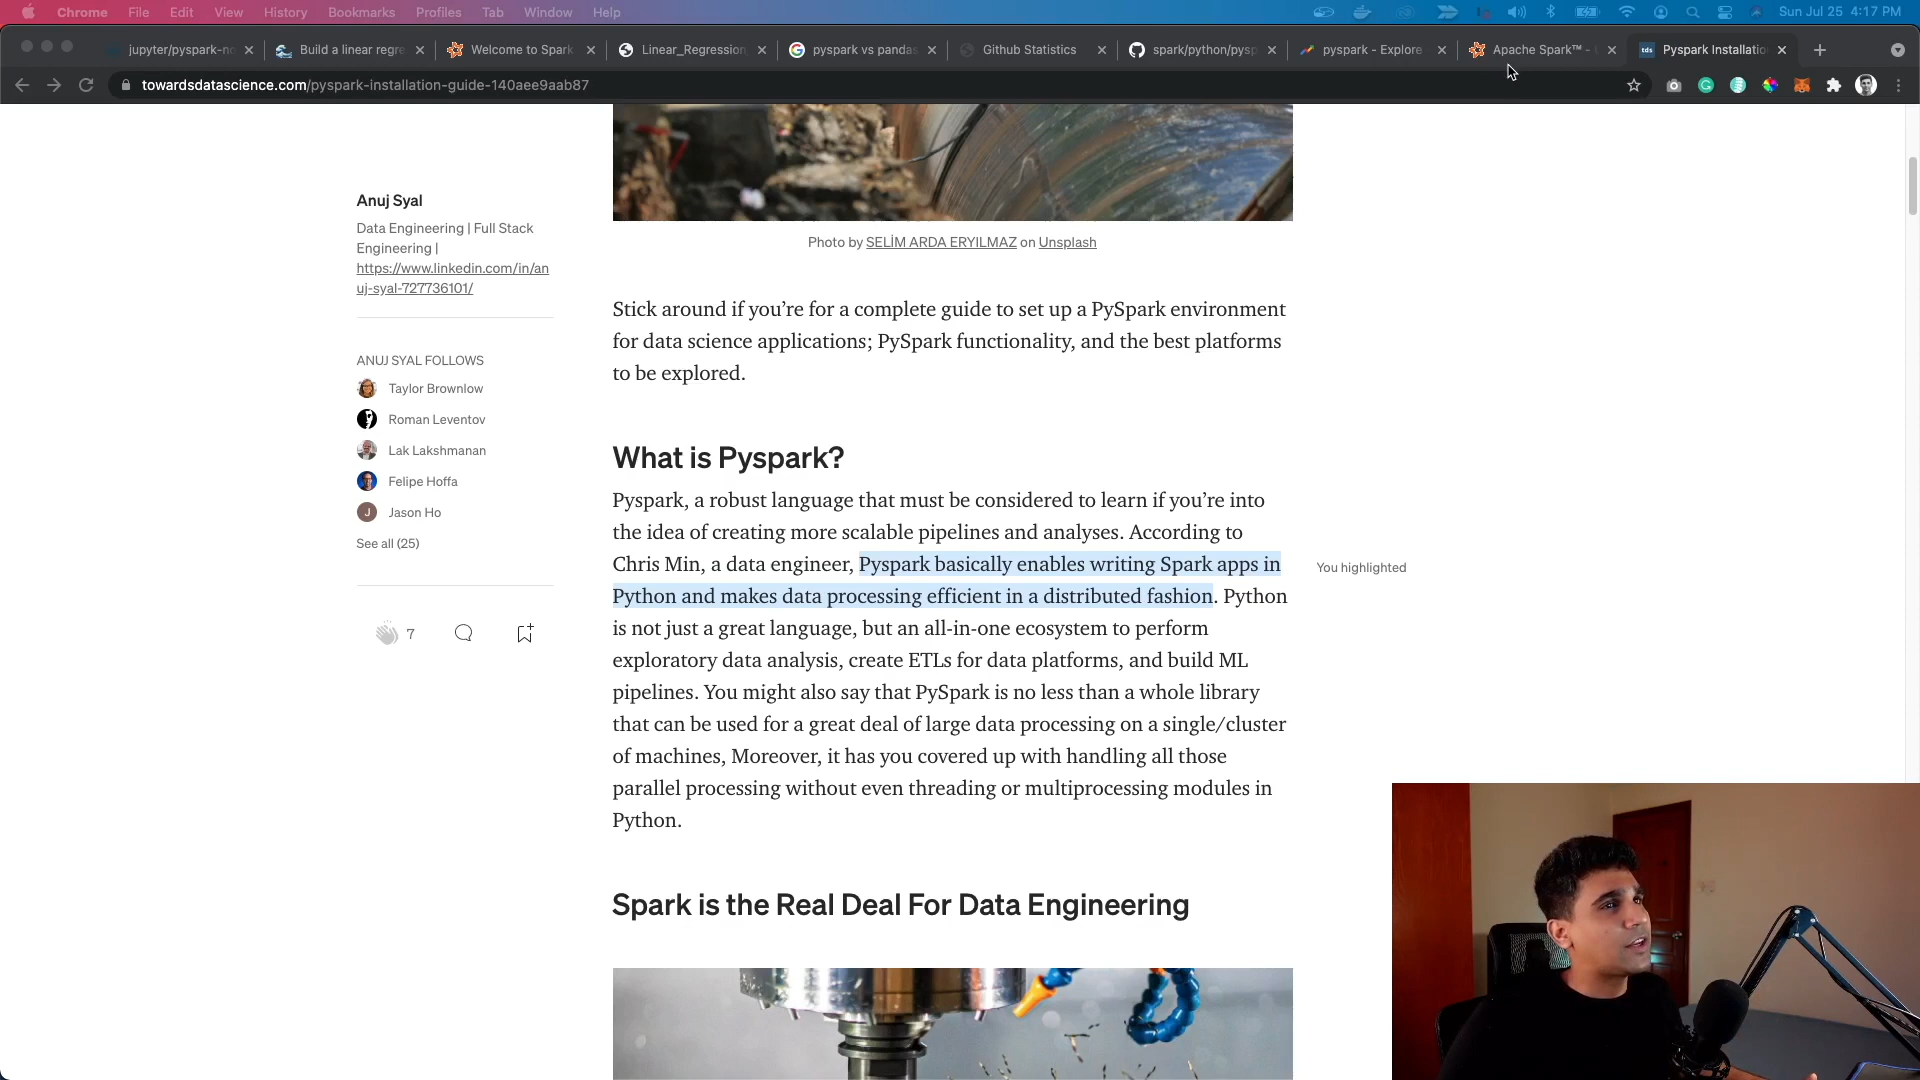 Chrome File Edit View History Bookmarks Profiles Tab Window Help Sun Jul 25 4:17 PM
jupyter/pyspark-no Build a linear regre Welcome to Spark Linear_Regression pyspark vs pandas Github Statistics spark/python/pysp pyspark - Explore Apache Spark™ - tds Pyspark Installatio
towardsdatascience.com/pyspark-installation-guide-140aee9aab87
Photo by SELİM ARDA ERYILMAZ on Unsplash
Anuj Syal
Data Engineering | Full Stack
Engineering |
https://www.linkedin.com/in/an
uj-syal-727736101/
ANUJ SYAL FOLLOWS
Taylor Brownlow
Roman Leventov
Lak Lakshmanan
Felipe Hoffa
J Jason Ho
See all (25)
7
Stick around if you’re for a complete guide to set up a PySpark environment
for data science applications; PySpark functionality, and the best platforms
to be explored.
What is Pyspark?
Pyspark, a robust language that must be considered to learn if you’re into
the idea of creating more scalable pipelines and analyses. According to
Chris Min, a data engineer, Pyspark basically enables writing Spark apps in
Python and makes data processing efficient in a distributed fashion. Python
is not just a great language, but an all-in-one ecosystem to perform
exploratory data analysis, create ETLs for data platforms, and build ML
pipelines. You might also say that PySpark is no less than a whole library
that can be used for a great deal of large data processing on a single/cluster
of machines, Moreover, it has you covered up with handling all those
parallel processing without even threading or multiprocessing modules in
Python.
You highlighted
Spark is the Real Deal For Data Engineering